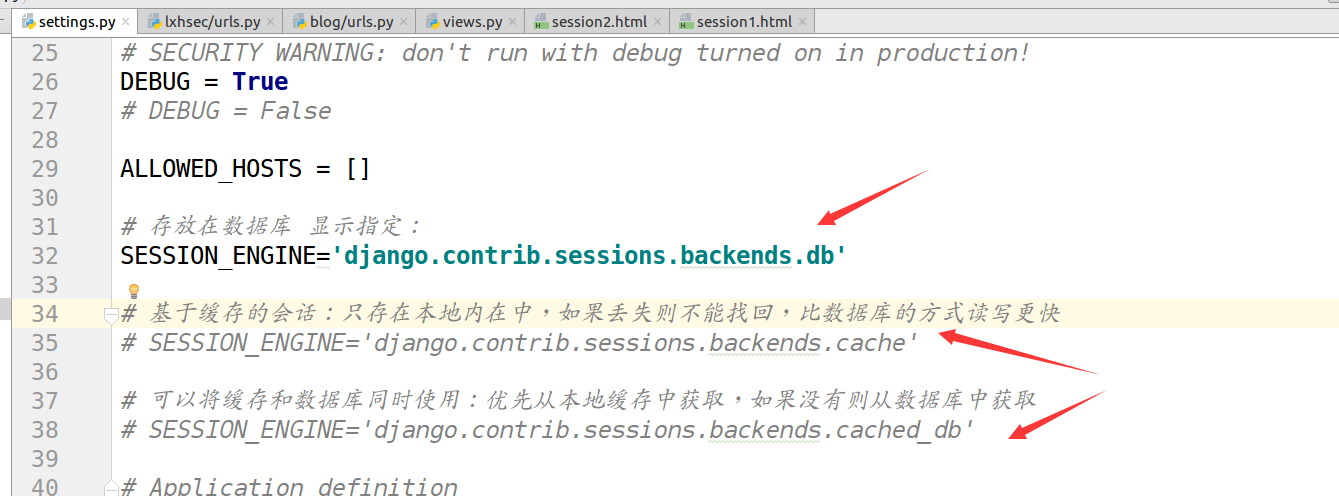 settings.py × lxhsec/urls.py × blog/urls.py × views.py × session2.html × session1.html ×
25 # SECURITY WARNING: don't run with debug turned on in production!
26 DEBUG = True
27 # DEBUG = False
28
29 ALLOWED_HOSTS = []
30
31 # 存放在数据库 显示指定：
32 SESSION_ENGINE='django.contrib.sessions.backends.db'
33
34 # 基于缓存的会话：只存在本地内在中，如果丢失则不能找回，比数据库的方式读写更快
35 # SESSION_ENGINE='django.contrib.sessions.backends.cache'
36
37 # 可以将缓存和数据库同时使用：优先从本地缓存中获取，如果没有则从数据库中获取
38 # SESSION_ENGINE='django.contrib.sessions.backends.cached_db'
39
40 # Application definition